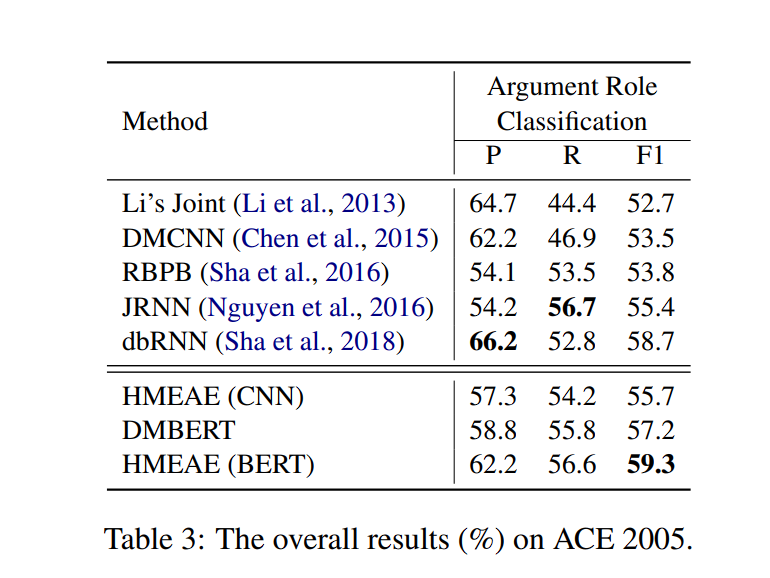 Argument Role
Method Classification
P R F1
Li's Joint (Li et al., 2013) 64.7 44.4 52.7
DMCNN (Chen et al., 2015) 62.2 46.9 53.5
RBPB (Sha et al., 2016) 54.1 53.5 53.8
JRNN (Nguyen et al., 2016) 54.2 56.7 55.4
dbRNN (Sha et al., 2018) 66.2 52.8 58.7
HMEAE (CNN) 57.3 54.2 55.7
DMBERT 58.8 55.8 57.2
HMEAE (BERT) 62.2 56.6 59.3
Table 3: The overall results (%) on ACE 2005.